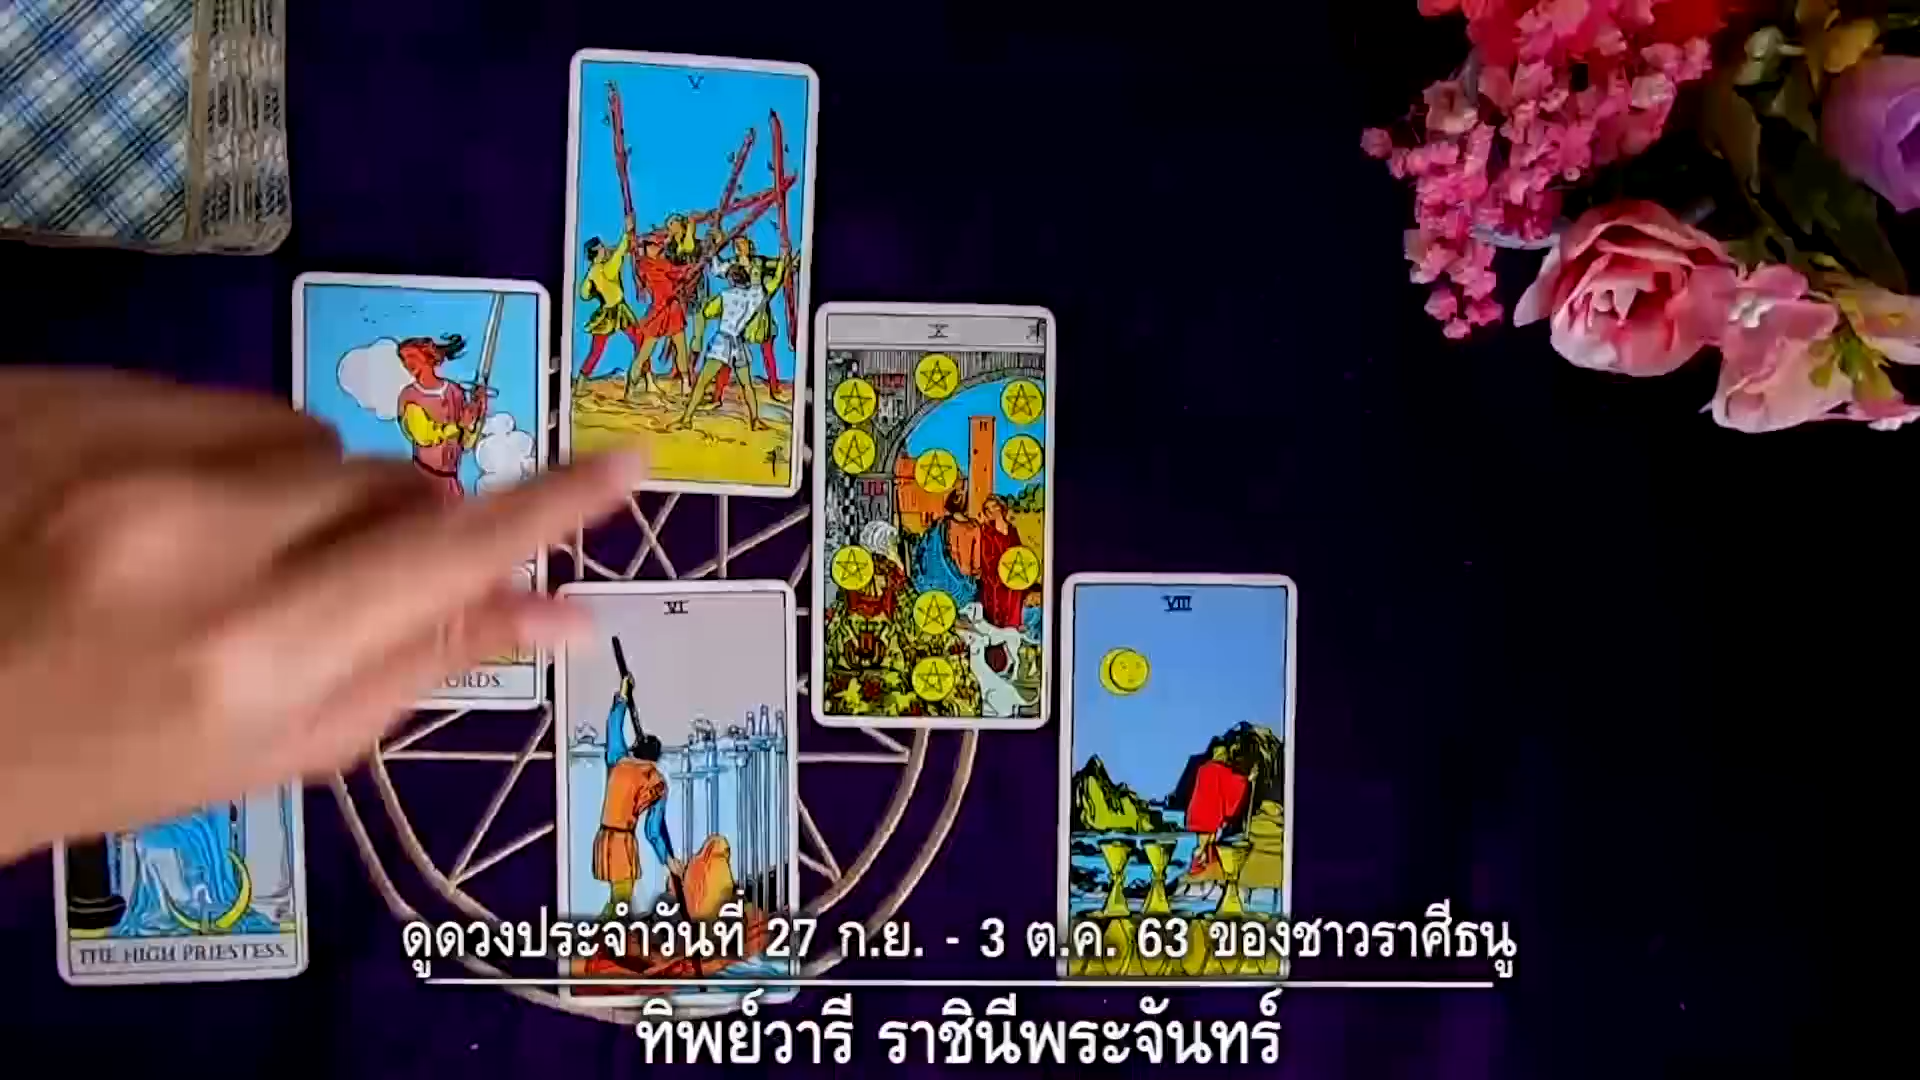 V
X
VI
VIII
ORDS
THE HIGH PRIESTESS.
ดูดวงประจำวันที่ 27 ก.ย. - 3 ต.ค. 63 ของชาวราศีธนู
ทิพย์วารี ราชินีพระจันทร์